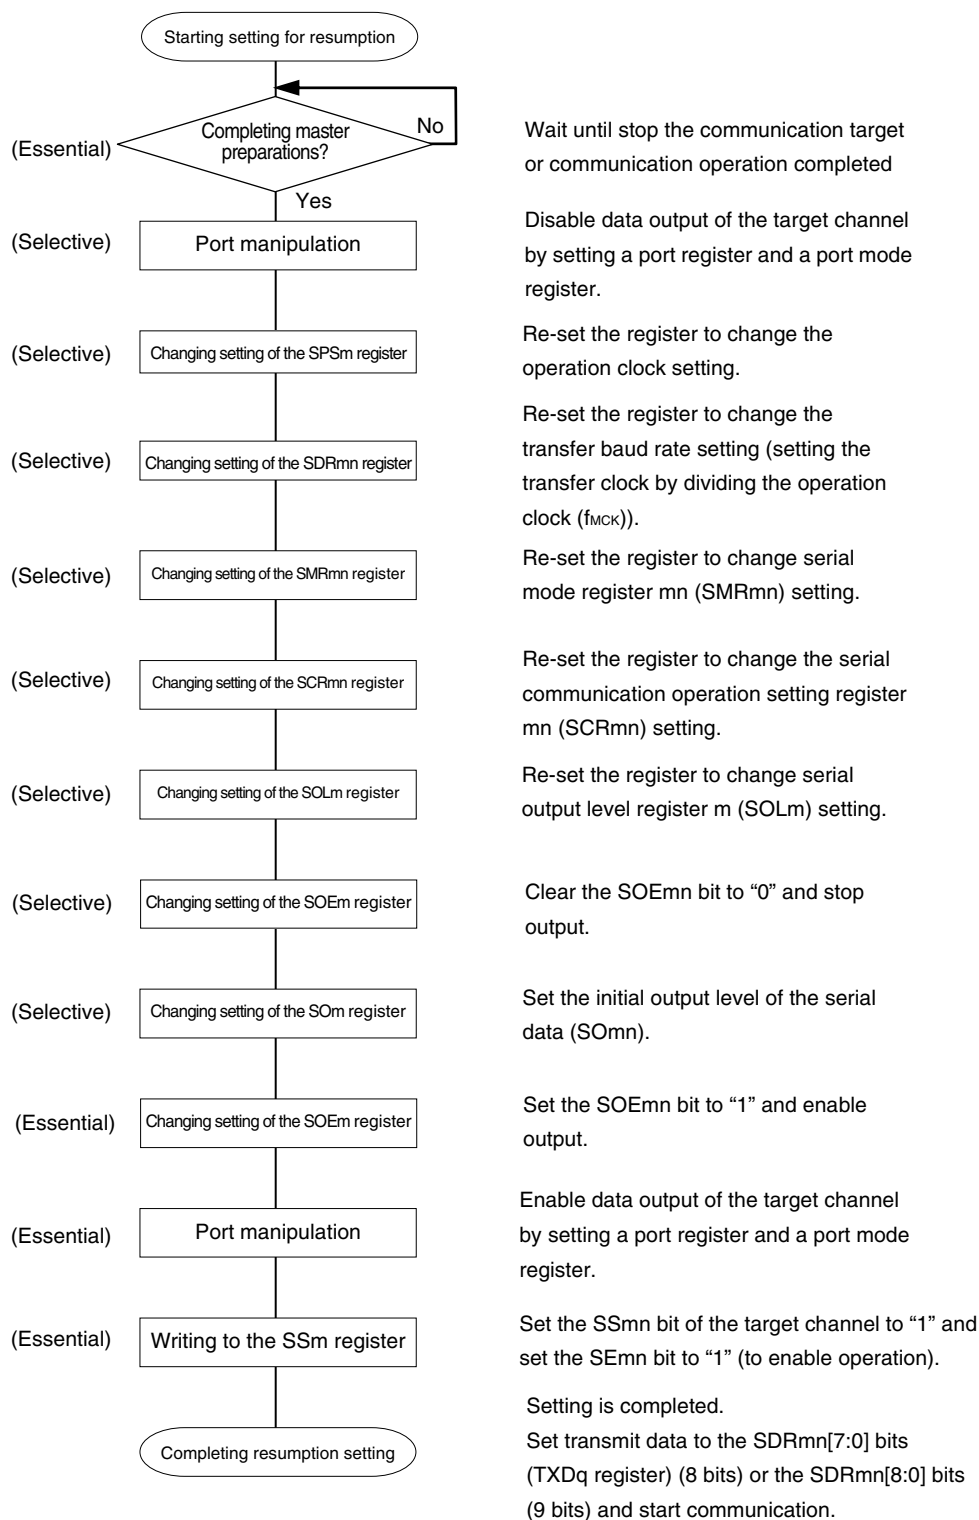 Starting setting for resumption
(Essential)
Completing master
preparations?
No
Wait until stop the communication target
or communication operation completed
Yes
(Selective)
Port manipulation
Disable data output of the target channel
by setting a port register and a port mode
register.
(Selective)
Changing setting of the SPSm register
Re-set the register to change the
operation clock setting.
(Selective)
Changing setting of the SDRmn register
Re-set the register to change the
transfer baud rate setting (setting the
transfer clock by dividing the operation
clock (fMCK)).
(Selective)
Changing setting of the SMRmn register
Re-set the register to change serial
mode register mn (SMRmn) setting.
(Selective)
Changing setting of the SCRmn register
Re-set the register to change the serial
communication operation setting register
mn (SCRmn) setting.
(Selective)
Changing setting of the SOLm register
Re-set the register to change serial
output level register m (SOLm) setting.
(Selective)
Changing setting of the SOEm register
Clear the SOEmn bit to “0” and stop
output.
(Selective)
Changing setting of the SOm register
Set the initial output level of the serial
data (SOmn).
(Essential)
Changing setting of the SOEm register
Set the SOEmn bit to “1” and enable
output.
(Essential)
Port manipulation
Enable data output of the target channel
by setting a port register and a port mode
register.
(Essential)
Writing to the SSm register
Set the SSmn bit of the target channel to “1” and
set the SEmn bit to “1” (to enable operation).
Completing resumption setting
Setting is completed.
Set transmit data to the SDRmn[7:0] bits
(TXDq register) (8 bits) or the SDRmn[8:0] bits
(9 bits) and start communication.